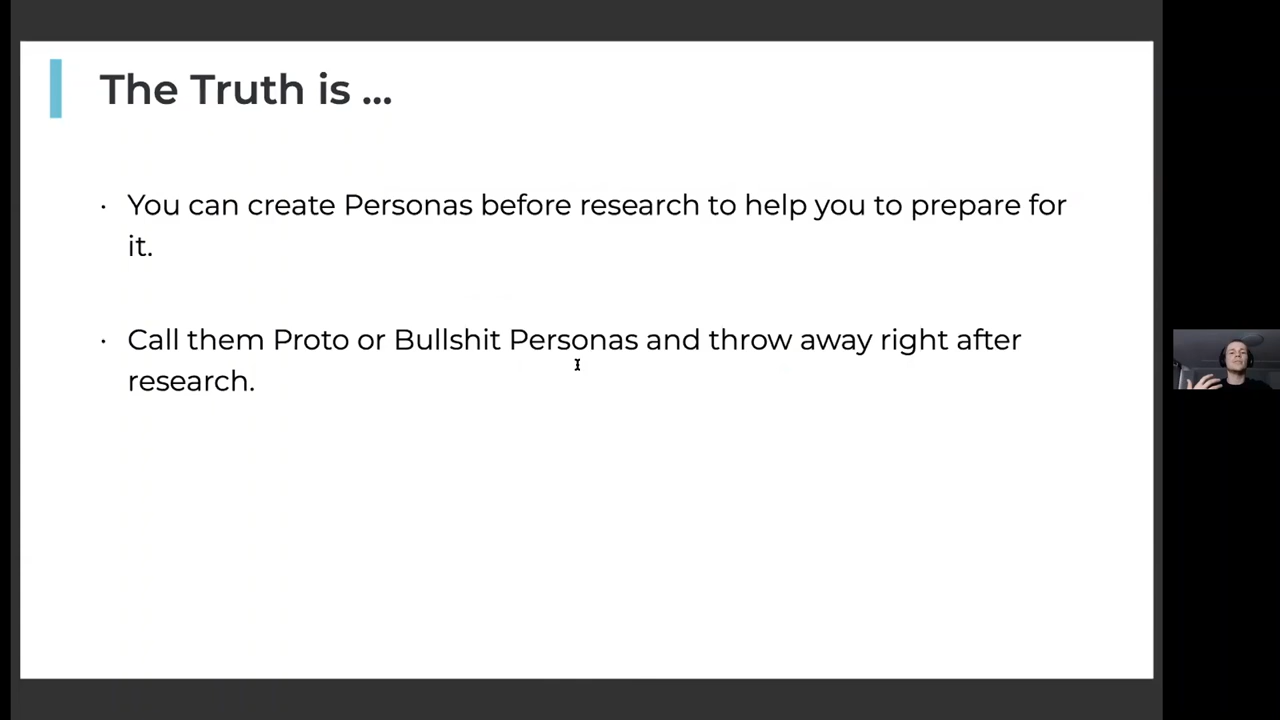 The Truth is ...
· You can create Personas before research to help you to prepare for
it.
· Call them Proto or Bullshit Personas and throw away right after
research.